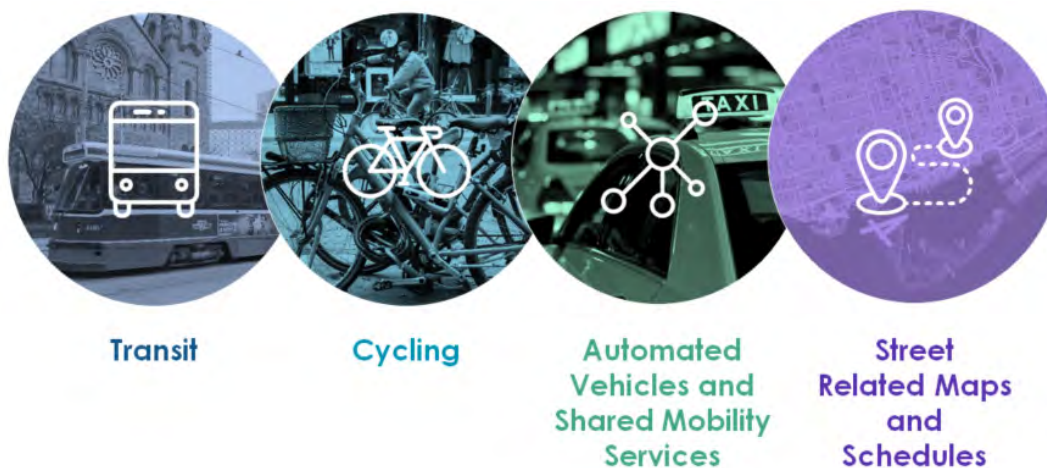 TAXI
Transit
Cycling
Automated
Vehicles and
Shared Mobility
Services
Street
Related Maps
and
Schedules